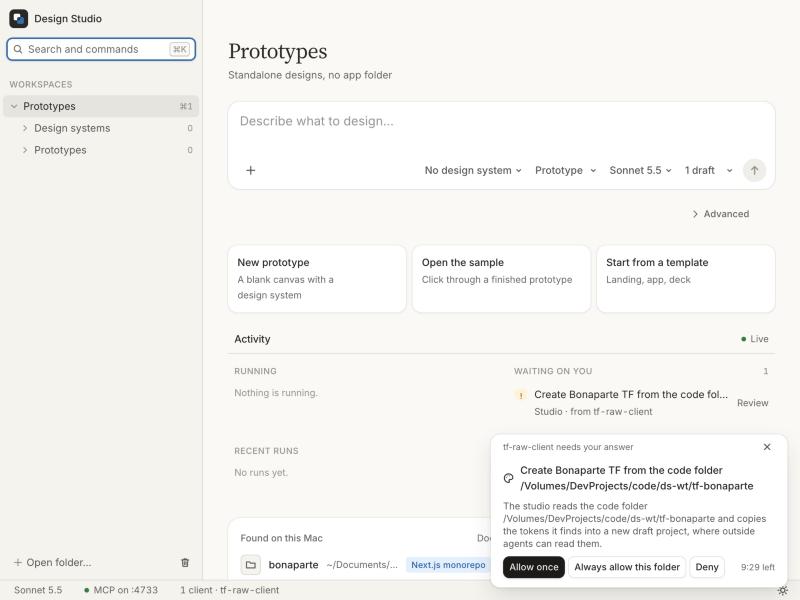 Design Studio
Search and commands ⌘K
WORKSPACES
Prototypes ⌘1
Design systems 0
Prototypes 0
Open folder...
Prototypes
Standalone designs, no app folder
Describe what to design...
No design system Prototype Sonnet 5.5 1 draft
Advanced
New prototype
A blank canvas with a
design system
Open the sample
Click through a finished prototype
Start from a template
Landing, app, deck
Activity Live
RUNNING
Nothing is running.
WAITING ON YOU 1
Create Bonaparte TF from the code fol...
Studio · from tf-raw-client
Review
RECENT RUNS
No runs yet.
Found on this Mac
bonaparte ~/Documents/... Next.js monorepo
tf-raw-client needs your answer
Create Bonaparte TF from the code folder
/Volumes/DevProjects/code/ds-wt/tf-bonaparte
The studio reads the code folder
/Volumes/DevProjects/code/ds-wt/tf-bonaparte and copies
the tokens it finds into a new draft project, where outside
agents can read them.
Allow once Always allow this folder Deny 9:29 left
Sonnet 5.5 MCP on :4733 1 client · tf-raw-client